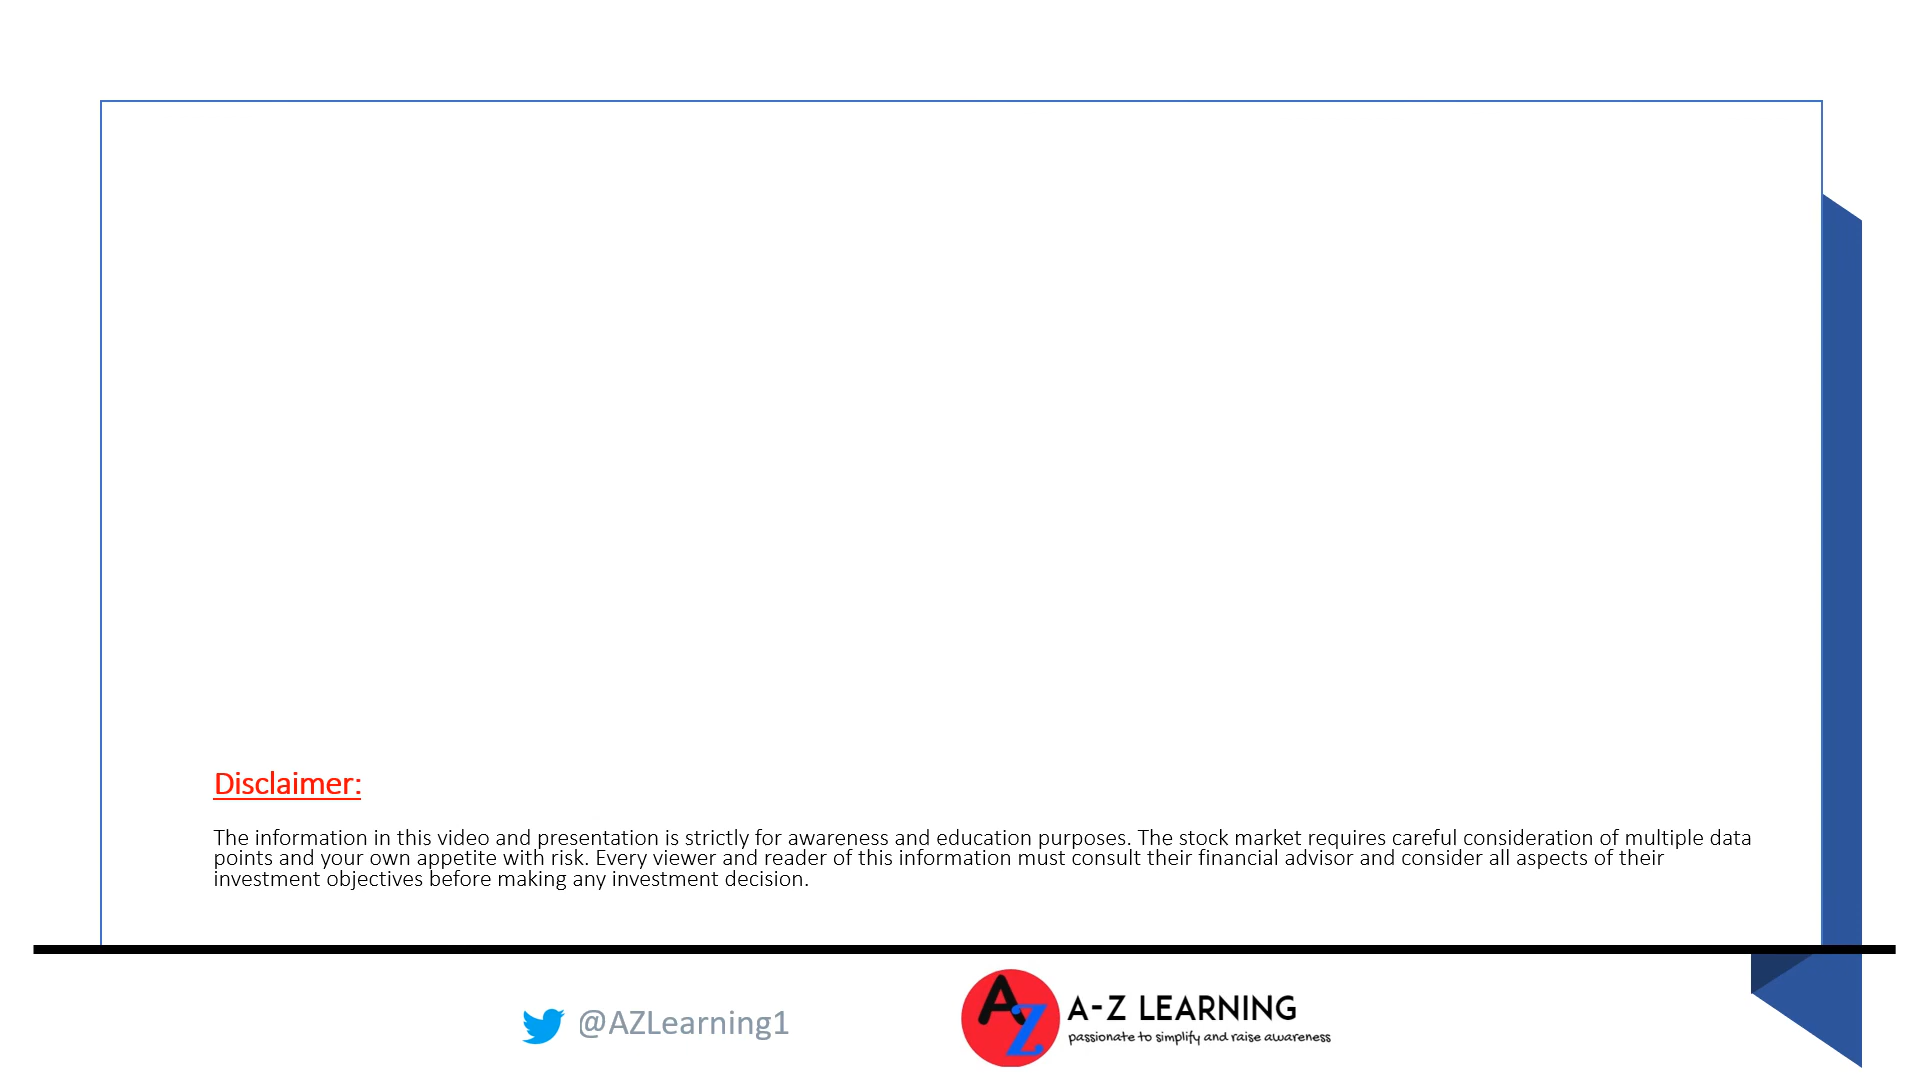 Disclaimer:
The information in this video and presentation is strictly for awareness and education purposes. The stock market requires careful consideration of multiple data
points and your own appetite with risk. Every viewer and reader of this information must consult their financial advisor and consider all aspects of their
investment objectives before making any investment decision.
@AZLearning1
AZ
A-Z LEARNING
passionate to simplify and raise awareness